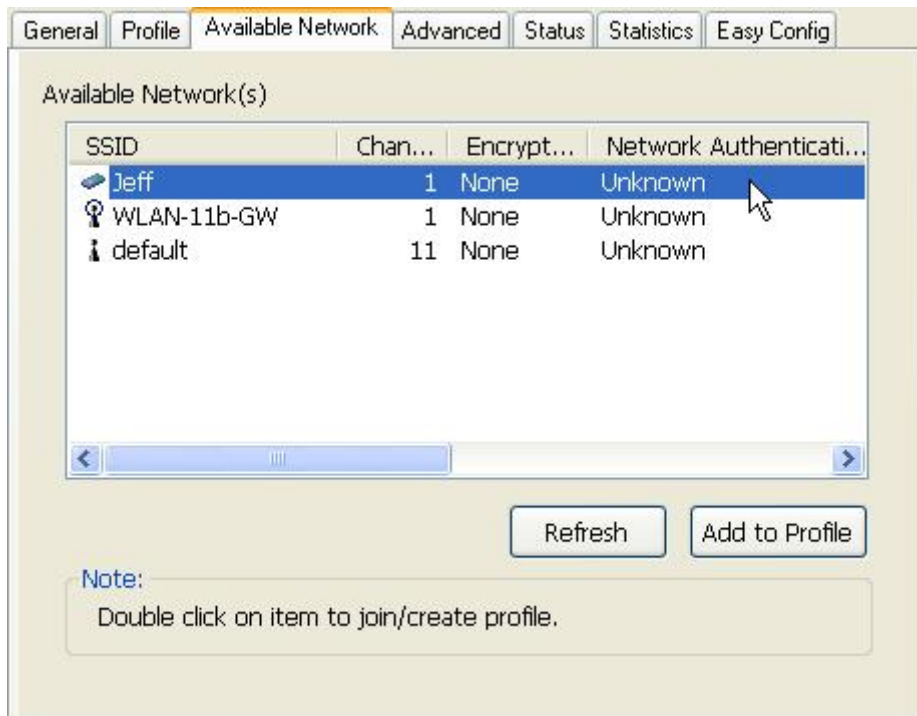 General Profile Available Network Advanced Status Statistics Easy Config
Available Network(s)
SSID Chan... Encrypt... Network Authenticati...
Jeff 1 None Unknown
WLAN-11b-GW 1 None Unknown
default 11 None Unknown
Refresh Add to Profile
Note:
Double click on item to join/create profile.